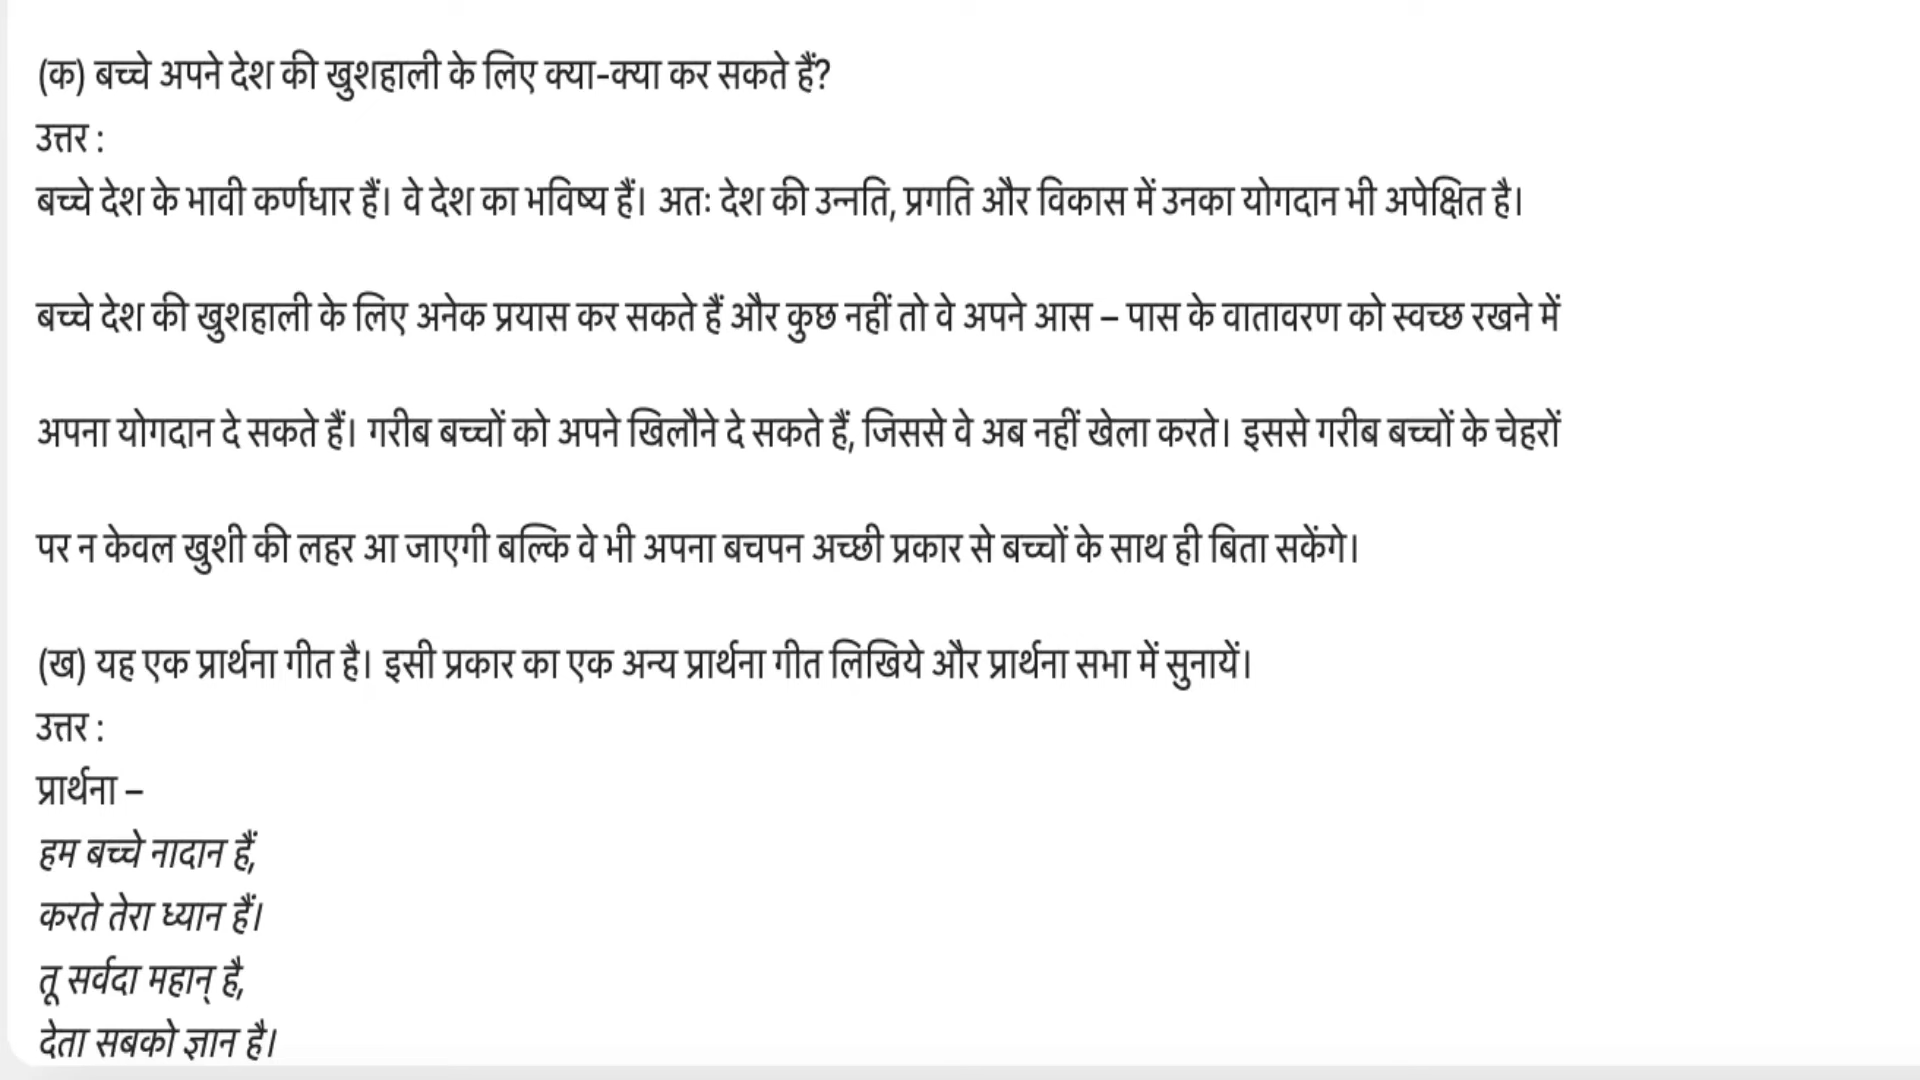 (क) बच्चे अपने देश की खुशहाली के लिए क्या-क्या कर सकते हैं?
उत्तर :
बच्चे देश के भावी कर्णधार हैं। वे देश का भविष्य हैं। अतः देश की उन्नति, प्रगति और विकास में उनका योगदान भी अपेक्षित है।
बच्चे देश की खुशहाली के लिए अनेक प्रयास कर सकते हैं और कुछ नहीं तो वे अपने आस – पास के वातावरण को स्वच्छ रखने में
अपना योगदान दे सकते हैं। गरीब बच्चों को अपने खिलौने दे सकते हैं, जिससे वे अब नहीं खेला करते। इससे गरीब बच्चों के चेहरों
पर न केवल खुशी की लहर आ जाएगी बल्कि वे भी अपना बचपन अच्छी प्रकार से बच्चों के साथ ही बिता सकेंगे।
(ख) यह एक प्रार्थना गीत है। इसी प्रकार का एक अन्य प्रार्थना गीत लिखिये और प्रार्थना सभा में सुनायें।
उत्तर :
प्रार्थना –
हम बच्चे नादान हैं,
करते तेरा ध्यान हैं।
तू सर्वदा महान् है,
देता सबको ज्ञान है।